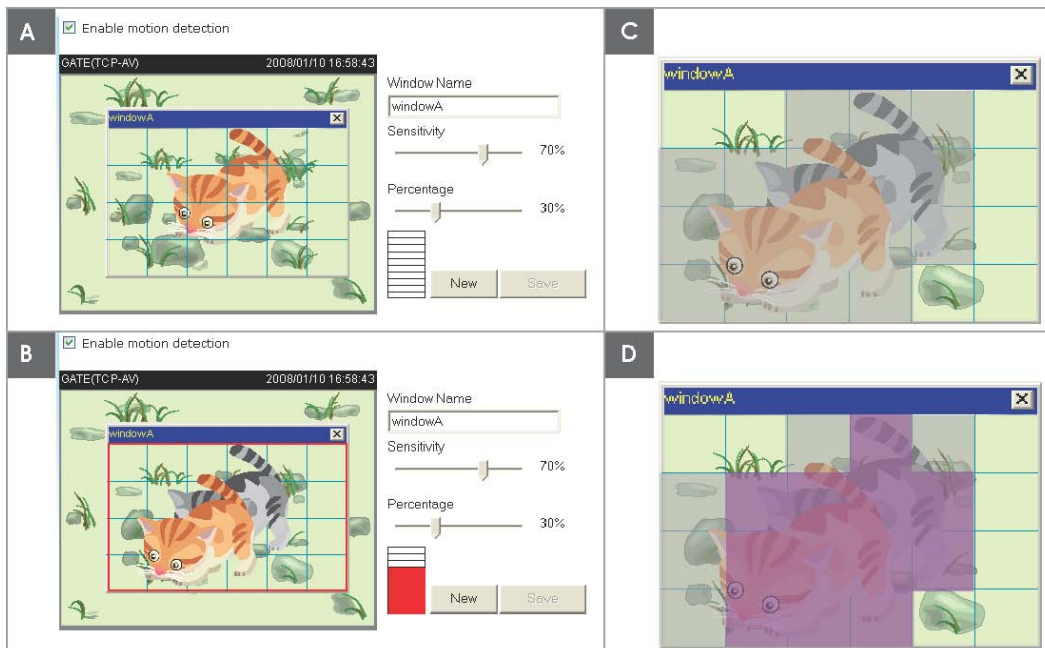 A
Enable motion detection
GATE(TCP-AV) 2008/01/10 16:58:43
windowA
Window Name
windowA
Sensitivity
70%
Percentage
30%
New Save
C
windowA
B
Enable motion detection
GATE(TCP-AV) 2008/01/10 16:58:43
windowA
Window Name
windowA
Sensitivity
70%
Percentage
30%
New Save
D
windowA